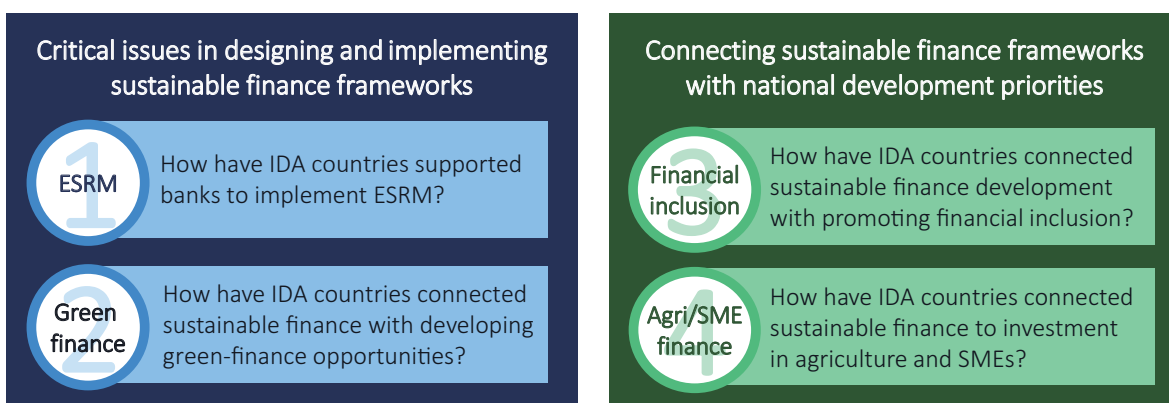 Critical issues in designing and implementing
sustainable finance frameworks
1
ESRM
How have IDA countries supported
banks to implement ESRM?
2
Green
finance
How have IDA countries connected
sustainable finance with developing
green-finance opportunities?
Connecting sustainable finance frameworks
with national development priorities
3
Financial
inclusion
How have IDA countries connected
sustainable finance development
with promoting financial inclusion?
4
Agri/SME
finance
How have IDA countries connected
sustainable finance to investment
in agriculture and SMEs?